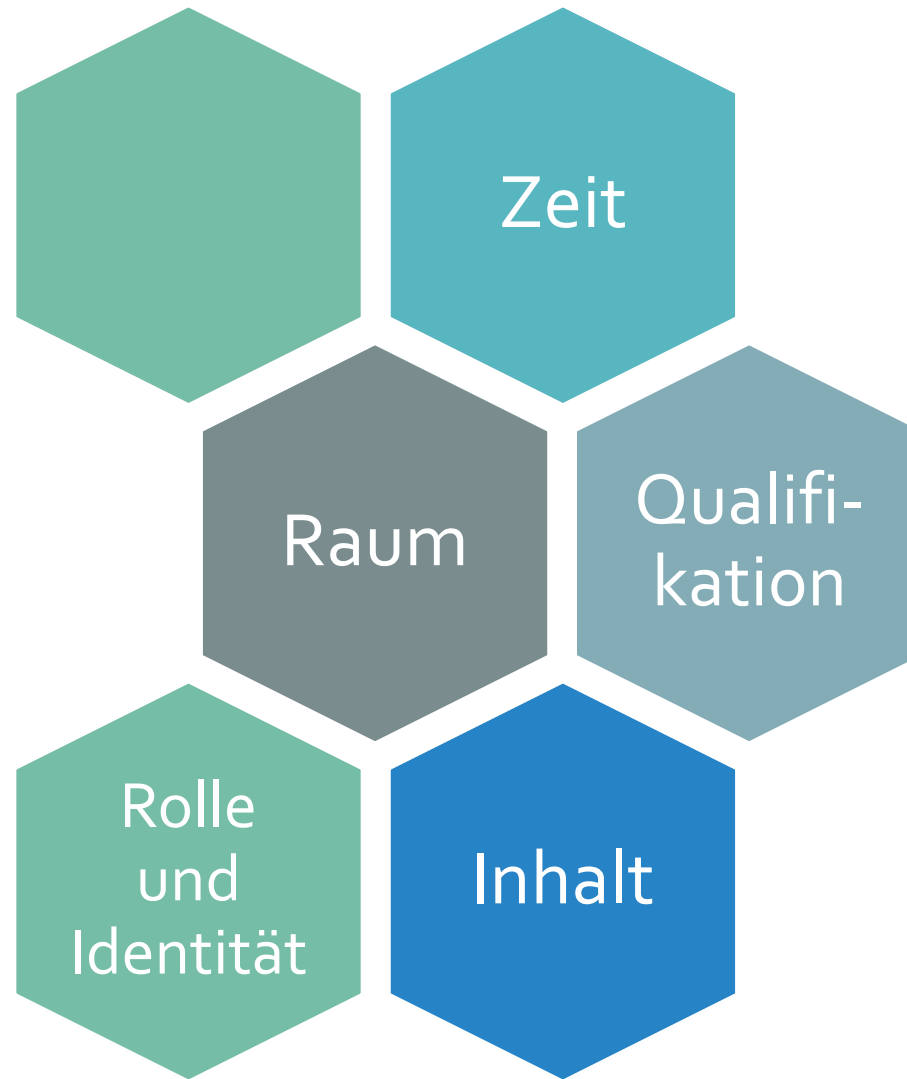 Zeit
Raum
Qualifi-
kation
Rolle
und
Identität
Inhalt